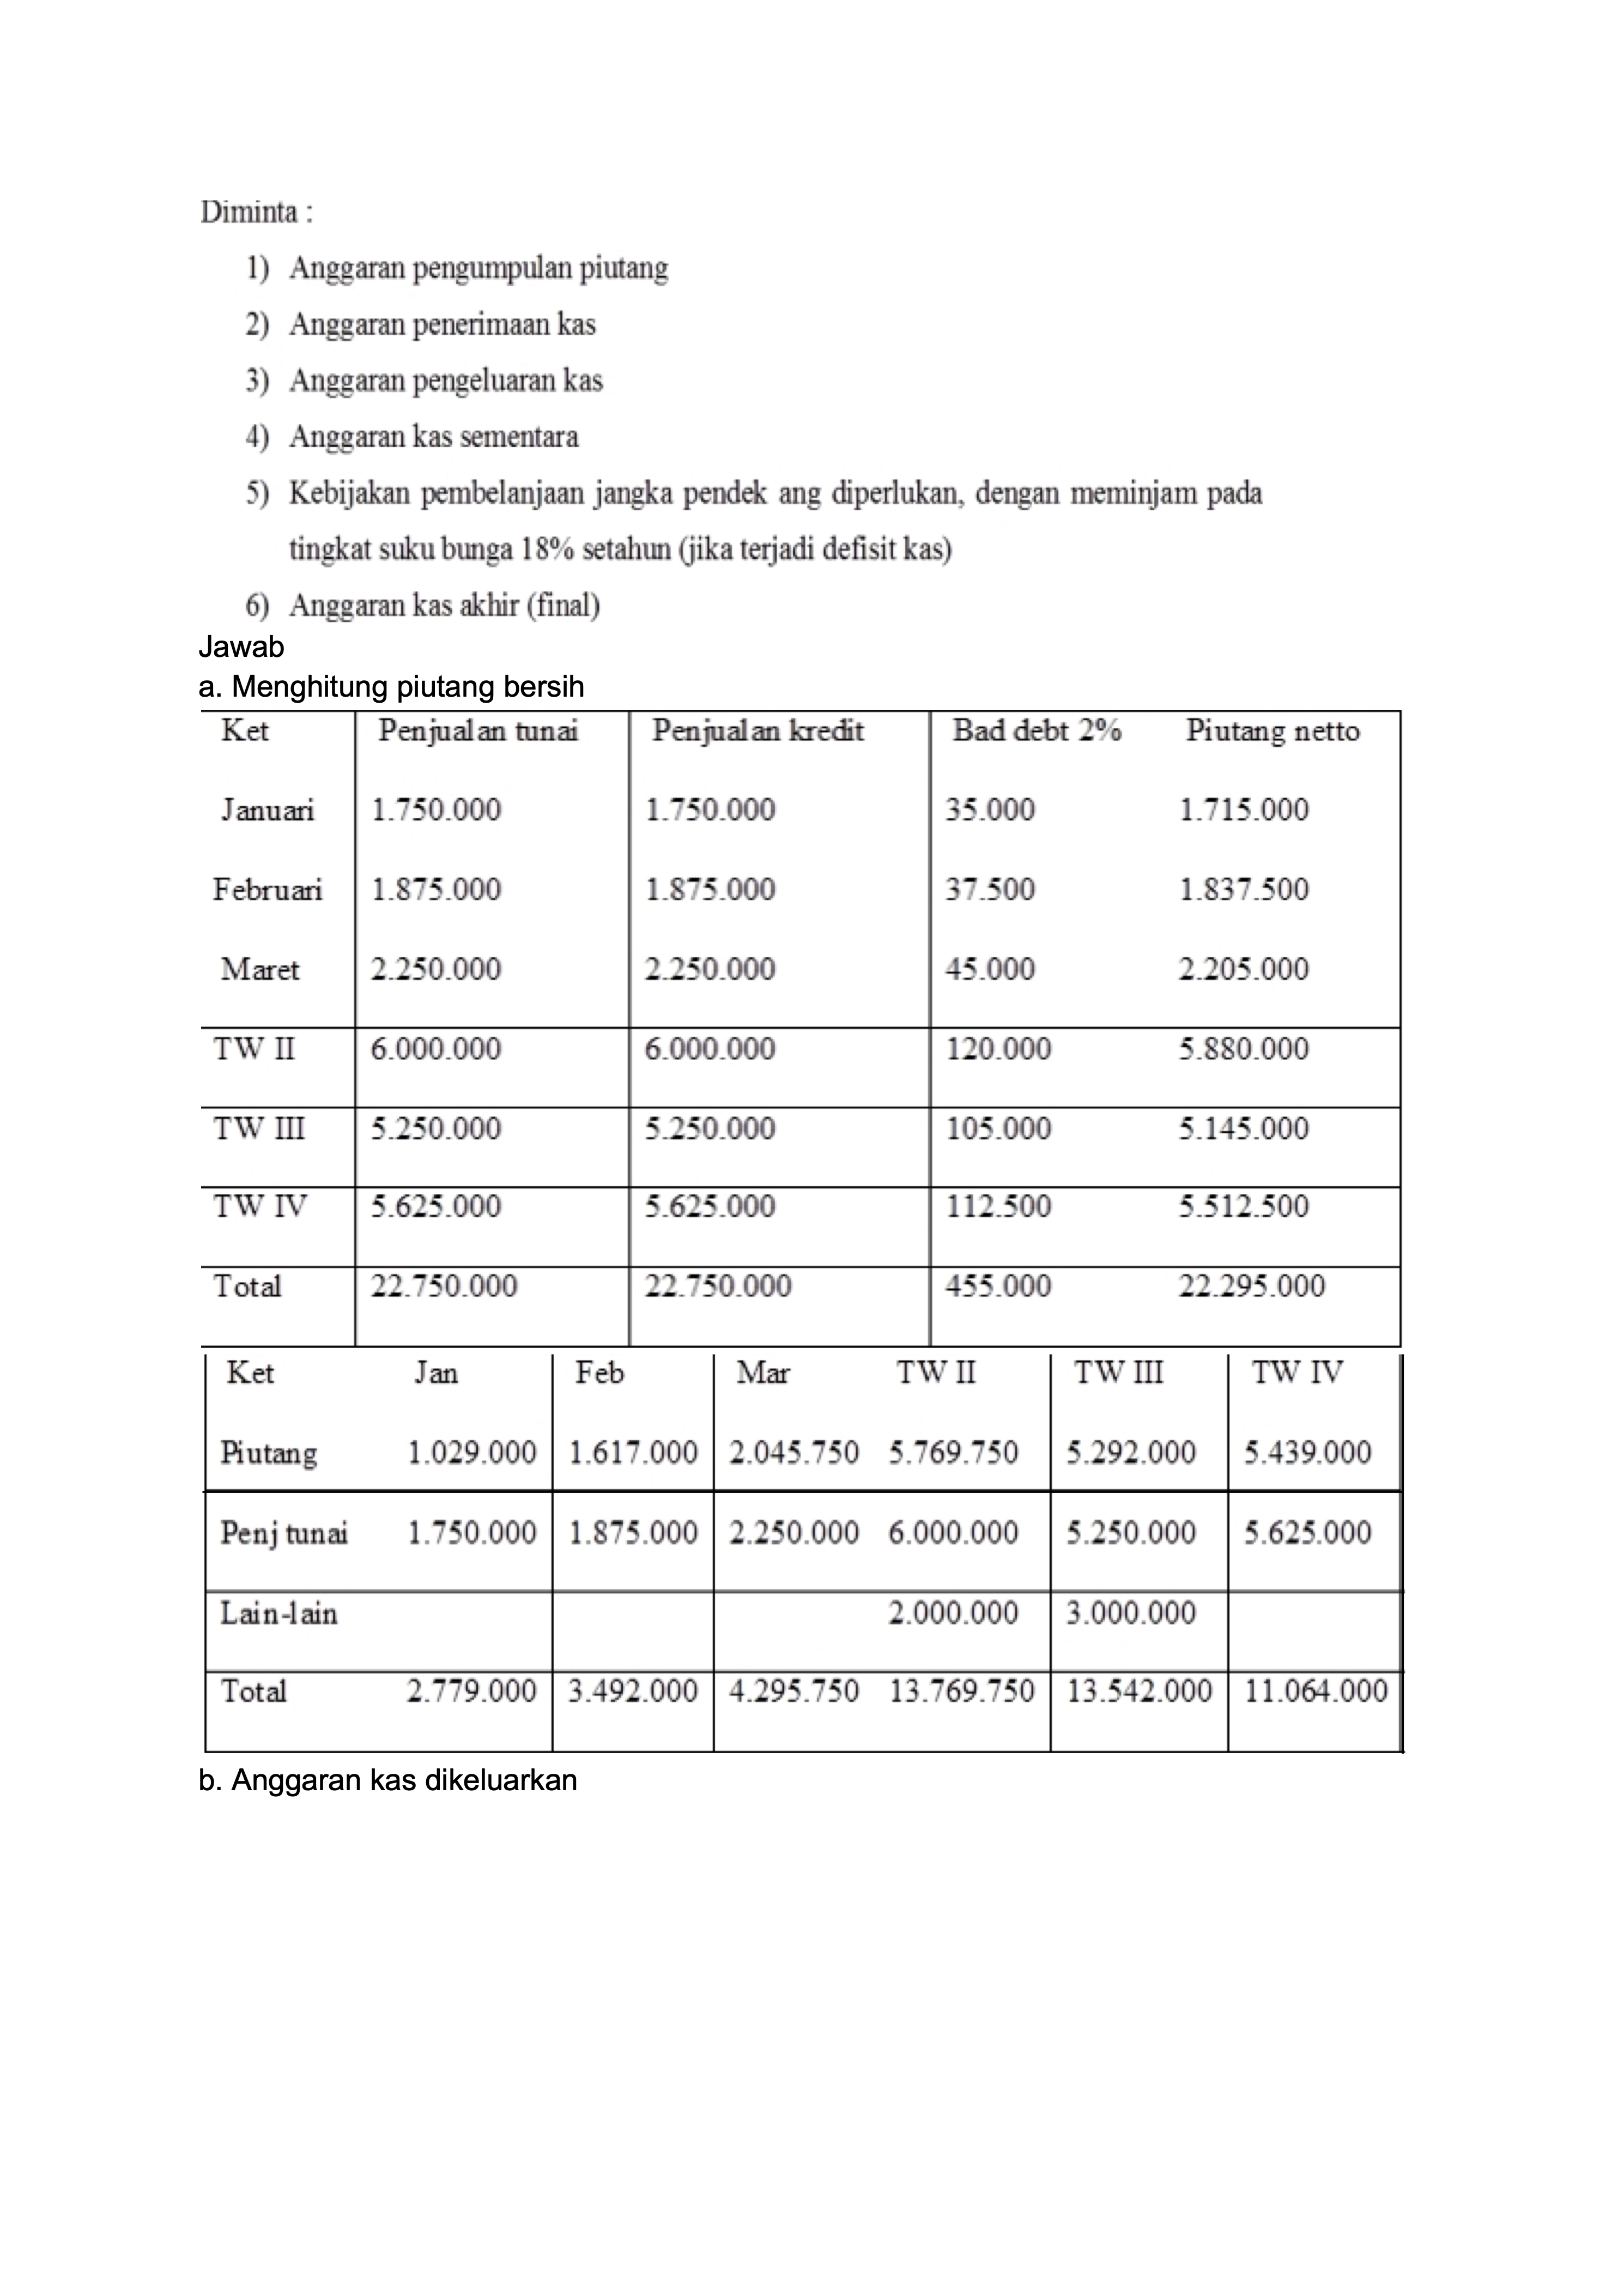 Diminta :
1) Anggaran pengumpulan piutang
2) Anggaran penerimaan kas
3) Anggaran pengeluaran kas
4) Anggaran kas sementara
5) Kebijakan pembelanjaan jangka pendek ang diperlukan, dengan meminjam pada
tingkat suku bunga 18% setahun (jika terjadi defisit kas)
6) Anggaran kas akhir (final)
Jawab
a. Menghitung piutang bersih
Ket Penjualan tunai Penjualan kredit Bad debt 2% Piutang netto
Januari 1.750.000 1.750.000 35.000 1.715.000
Februari 1.875.000 1.875.000 37.500 1.837.500
Maret 2.250.000 2.250.000 45.000 2.205.000
TW II 6.000.000 6.000.000 120.000 5.880.000
TW III 5.250.000 5.250.000 105.000 5.145.000
TW IV 5.625.000 5.625.000 112.500 5.512.500
Total 22.750.000 22.750.000 455.000 22.295.000
Ket Jan Feb Mar TW II TW III TW IV
Piutang 1.029.000 1.617.000 2.045.750 5.769.750 5.292.000 5.439.000
Penj tunai 1.750.000 1.875.000 2.250.000 6.000.000 5.250.000 5.625.000
Lain-lain 2.000.000 3.000.000
Total 2.779.000 3.492.000 4.295.750 13.769.750 13.542.000 11.064.000
b. Anggaran kas dikeluarkan